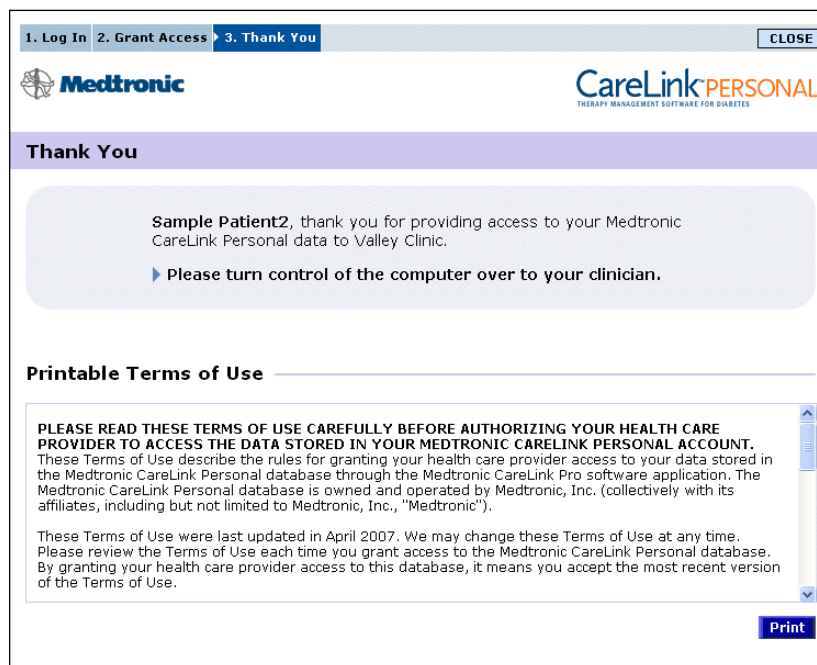 1. Log In 2. Grant Access 3. Thank You CLOSE
Medtronic CareLink™ PERSONAL
THERAPY MANAGEMENT SOFTWARE FOR DIABETES
Thank You
Sample Patient2, thank you for providing access to your Medtronic
CareLink Personal data to Valley Clinic.
Please turn control of the computer over to your clinician.
Printable Terms of Use
PLEASE READ THESE TERMS OF USE CAREFULLY BEFORE AUTHORIZING YOUR HEALTH CARE
PROVIDER TO ACCESS THE DATA STORED IN YOUR MEDTRONIC CARELINK PERSONAL ACCOUNT.
These Terms of Use describe the rules for granting your health care provider access to your data stored in
the Medtronic CareLink Personal database through the Medtronic CareLink Pro software application. The
Medtronic CareLink Personal database is owned and operated by Medtronic, Inc. (collectively with its
affiliates, including but not limited to Medtronic, Inc., "Medtronic").
These Terms of Use were last updated in April 2007. We may change these Terms of Use at any time.
Please review the Terms of Use each time you grant access to the Medtronic CareLink Personal database.
By granting your health care provider access to this database, it means you accept the most recent version
of the Terms of Use.
Print